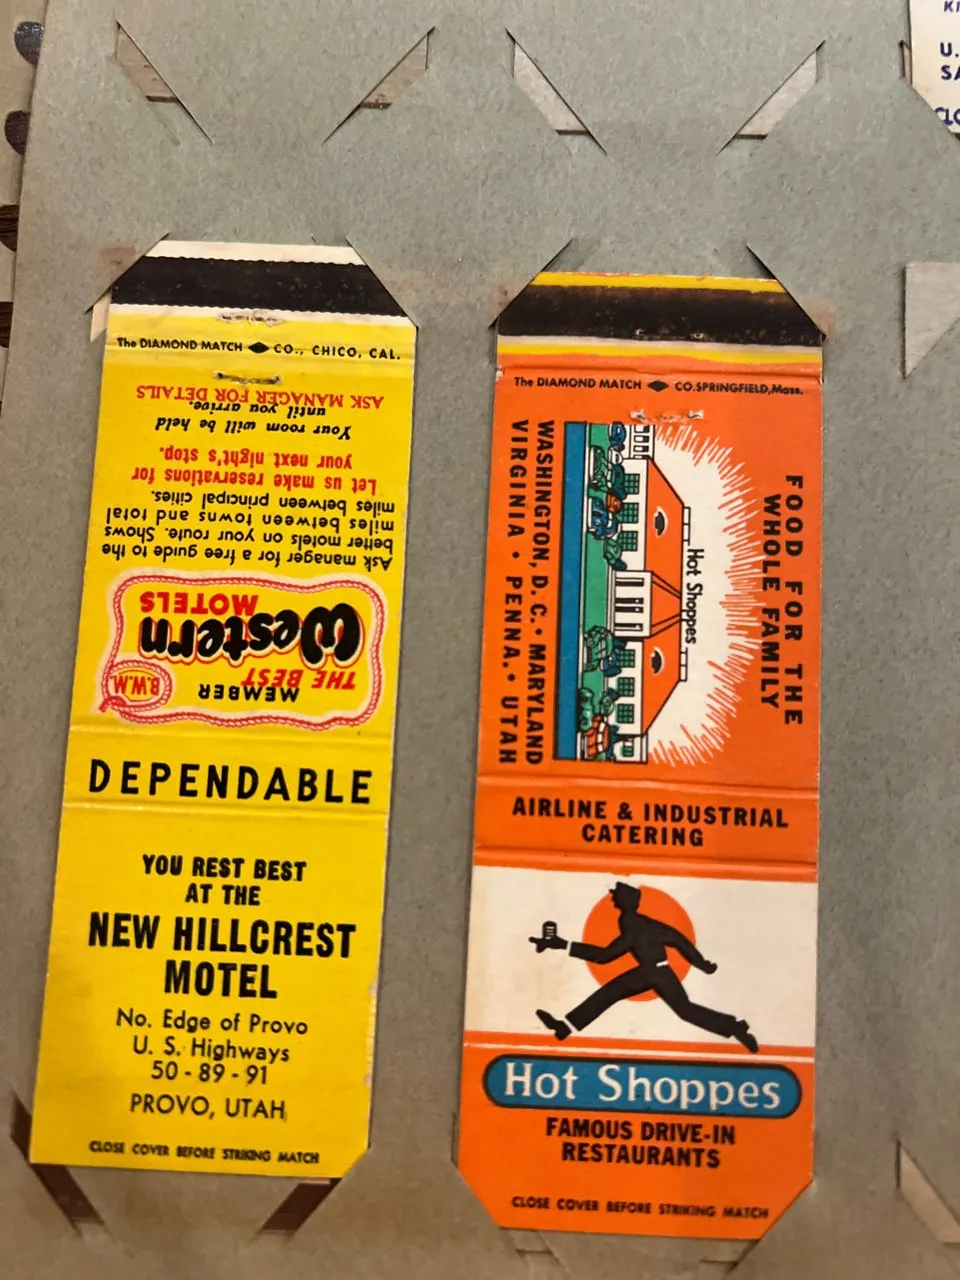 The DIAMOND MATCH CO., CHICO, CAL.
ASK MANAGER FOR DETAILS
until you arrive.
Your room will be held
your next night's stop.
Let us make reservations for
miles between principal cities.
miles between towns and total
better motels on your route. Shows
Ask manager for a free guide to the
MOTELS
Western
THE BEST
MEMBER
B.W.M.
DEPENDABLE
YOU REST BEST
AT THE
NEW HILLCREST
MOTEL
No. Edge of Provo
U. S. Highways
50 - 89 - 91
PROVO, UTAH
CLOSE COVER BEFORE STRIKING MATCH
The DIAMOND MATCH CO. SPRINGFIELD, Mass.
FOOD FOR THE
WHOLE FAMILY
Hot Shoppes
WASHINGTON, D. C. • MARYLAND
VIRGINIA • PENNA. • UTAH
AIRLINE & INDUSTRIAL
CATERING
Hot Shoppes
FAMOUS DRIVE-IN
RESTAURANTS
CLOSE COVER BEFORE STRIKING MATCH
U.